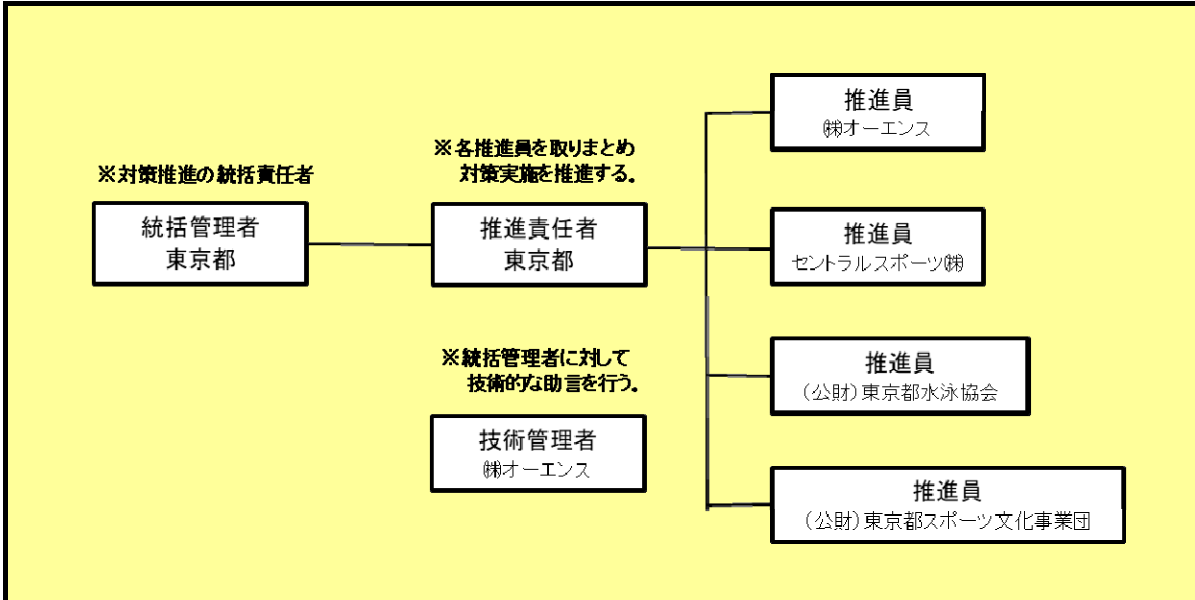 ※対策推進の統括責任者
統括管理者
東京都
※各推進員を取りまとめ
対策実施を推進する。
推進責任者
東京都
※統括管理者に対して
技術的な助言を行う。
技術管理者
㈱オーエンス
推進員
㈱オーエンス
推進員
セントラルスポーツ㈱
推進員
（公財）東京都水泳協会
推進員
（公財）東京都スポーツ文化事業団